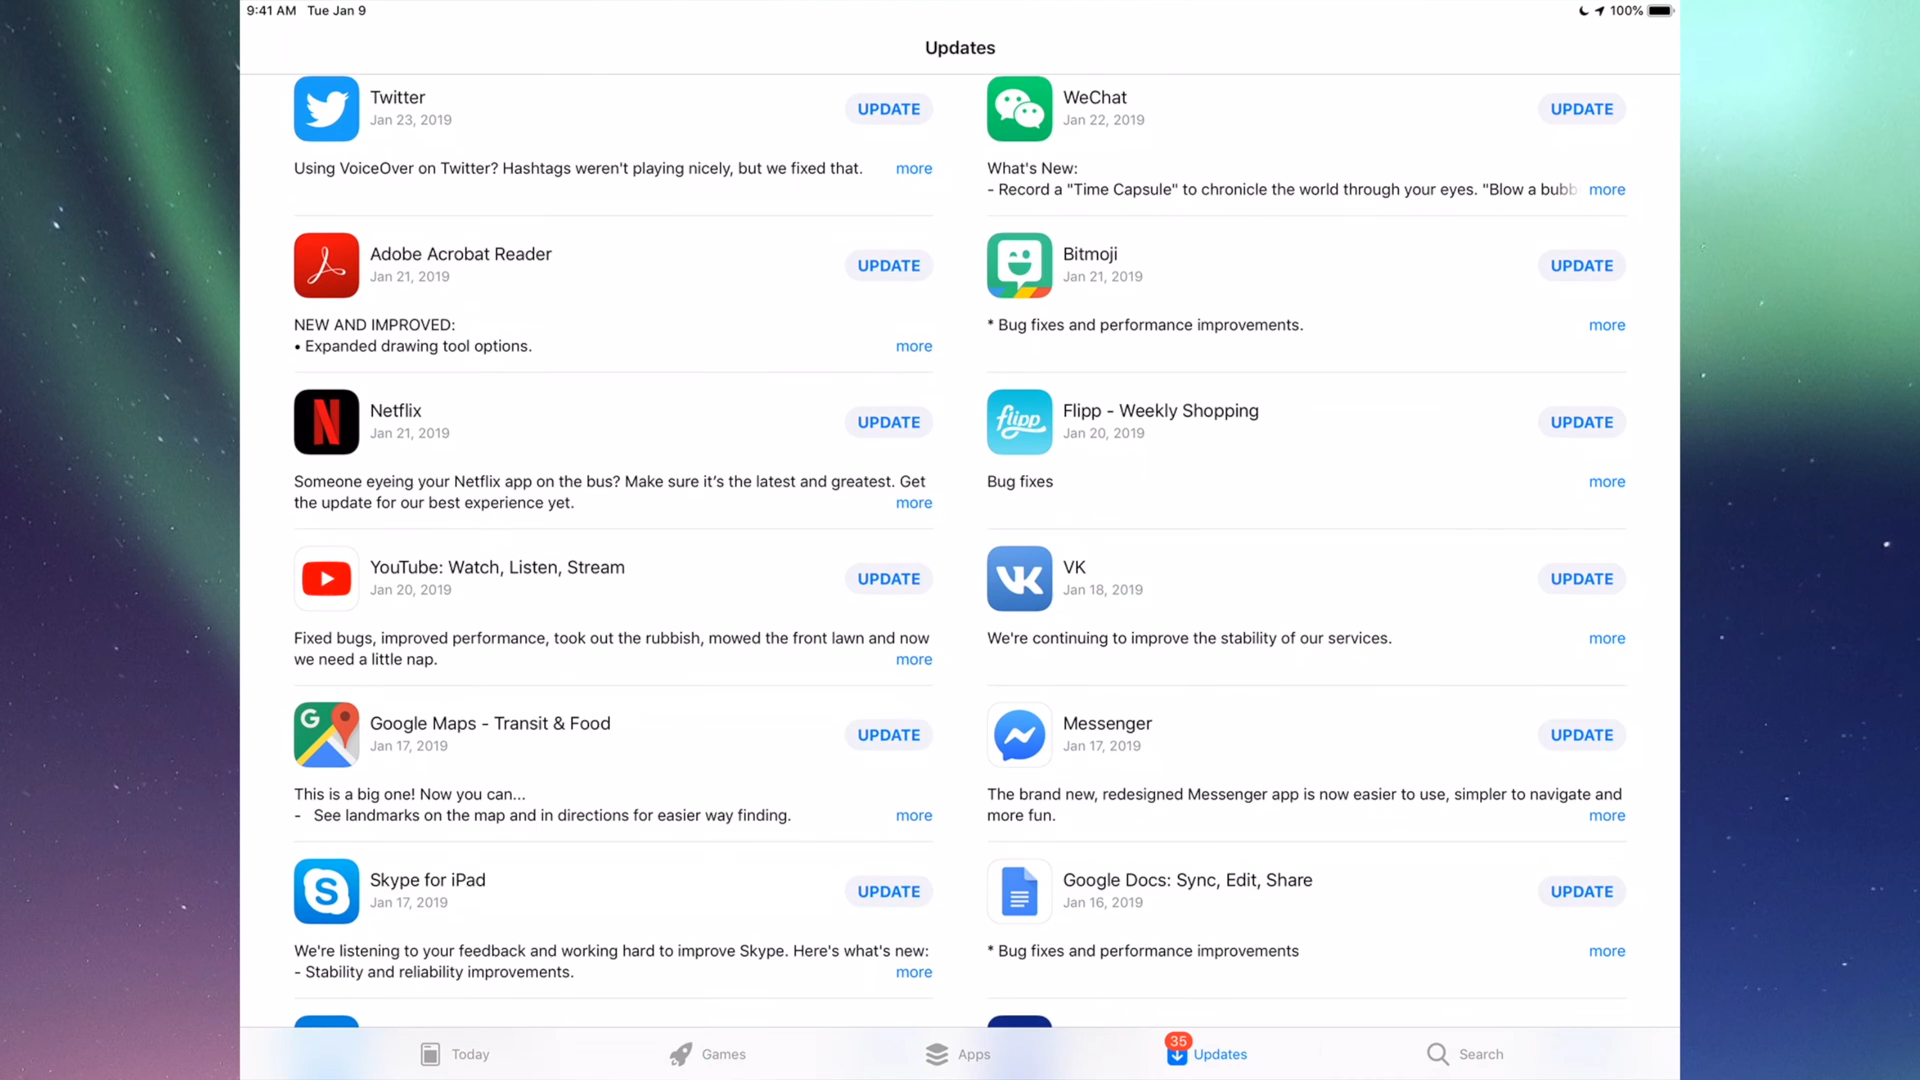 9:41 AM Tue Jan 9
100%
Updates
Twitter
Jan 23, 2019
UPDATE
Using VoiceOver on Twitter? Hashtags weren't playing nicely, but we fixed that. more
WeChat
Jan 22, 2019
UPDATE
What's New:
- Record a "Time Capsule" to chronicle the world through your eyes. "Blow a bubb more
Adobe Acrobat Reader
Jan 21, 2019
UPDATE
NEW AND IMPROVED:
• Expanded drawing tool options. more
Bitmoji
Jan 21, 2019
UPDATE
* Bug fixes and performance improvements. more
Netflix
Jan 21, 2019
UPDATE
Someone eyeing your Netflix app on the bus? Make sure it's the latest and greatest. Get
the update for our best experience yet. more
flipp
Flipp - Weekly Shopping
Jan 20, 2019
UPDATE
Bug fixes more
YouTube: Watch, Listen, Stream
Jan 20, 2019
UPDATE
Fixed bugs, improved performance, took out the rubbish, mowed the front lawn and now
we need a little nap. more
VK
Jan 18, 2019
UPDATE
We're continuing to improve the stability of our services. more
G
Google Maps - Transit & Food
Jan 17, 2019
UPDATE
This is a big one! Now you can...
- See landmarks on the map and in directions for easier way finding. more
Messenger
Jan 17, 2019
UPDATE
The brand new, redesigned Messenger app is now easier to use, simpler to navigate and
more fun. more
S
Skype for iPad
Jan 17, 2019
UPDATE
We're listening to your feedback and working hard to improve Skype. Here's what's new:
- Stability and reliability improvements. more
Google Docs: Sync, Edit, Share
Jan 16, 2019
UPDATE
* Bug fixes and performance improvements more
Today
Games
Apps
35
Updates
Search